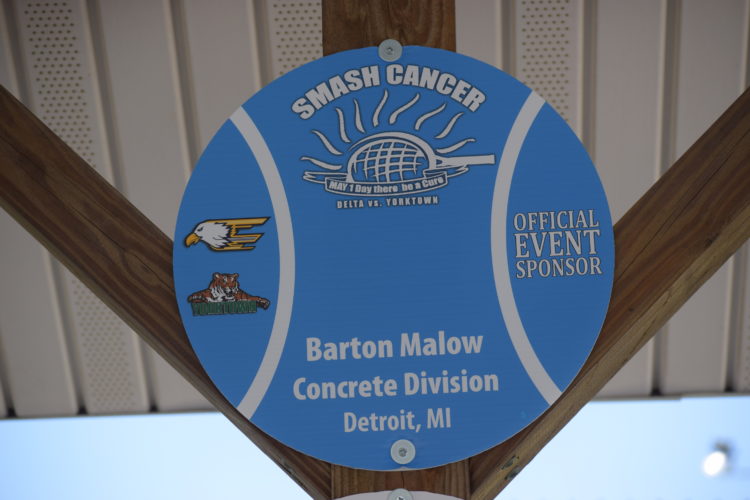 SMASH CANCER
MAY 1 Day there be a Cure
DELTA vs. YORKTOWN
OFFICIAL
EVENT
SPONSOR
YORKTOWN
Barton Malow
Concrete Division
Detroit, MI